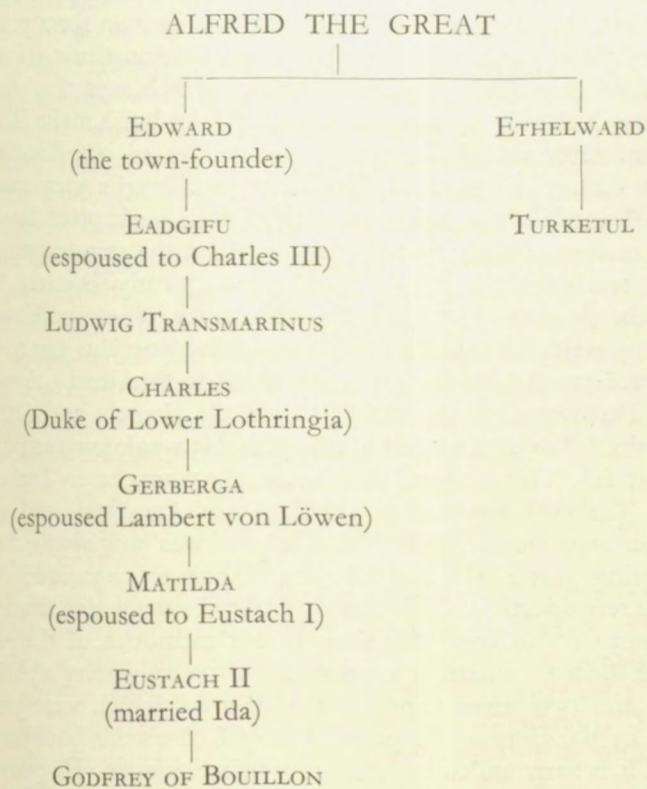 ALFRED THE GREAT
EDWARD ETHELWARD
(the town-founder)
EADGIFU TURKETUL
(espoused to Charles III)
LUDWIG TRANSMARINUS
CHARLES
(Duke of Lower Lothringia)
GERBERGA
(espoused Lambert von Löwen)
MATILDA
(espoused to Eustach I)
EUSTACH II
(married Ida)
GODFREY OF BOUILLON